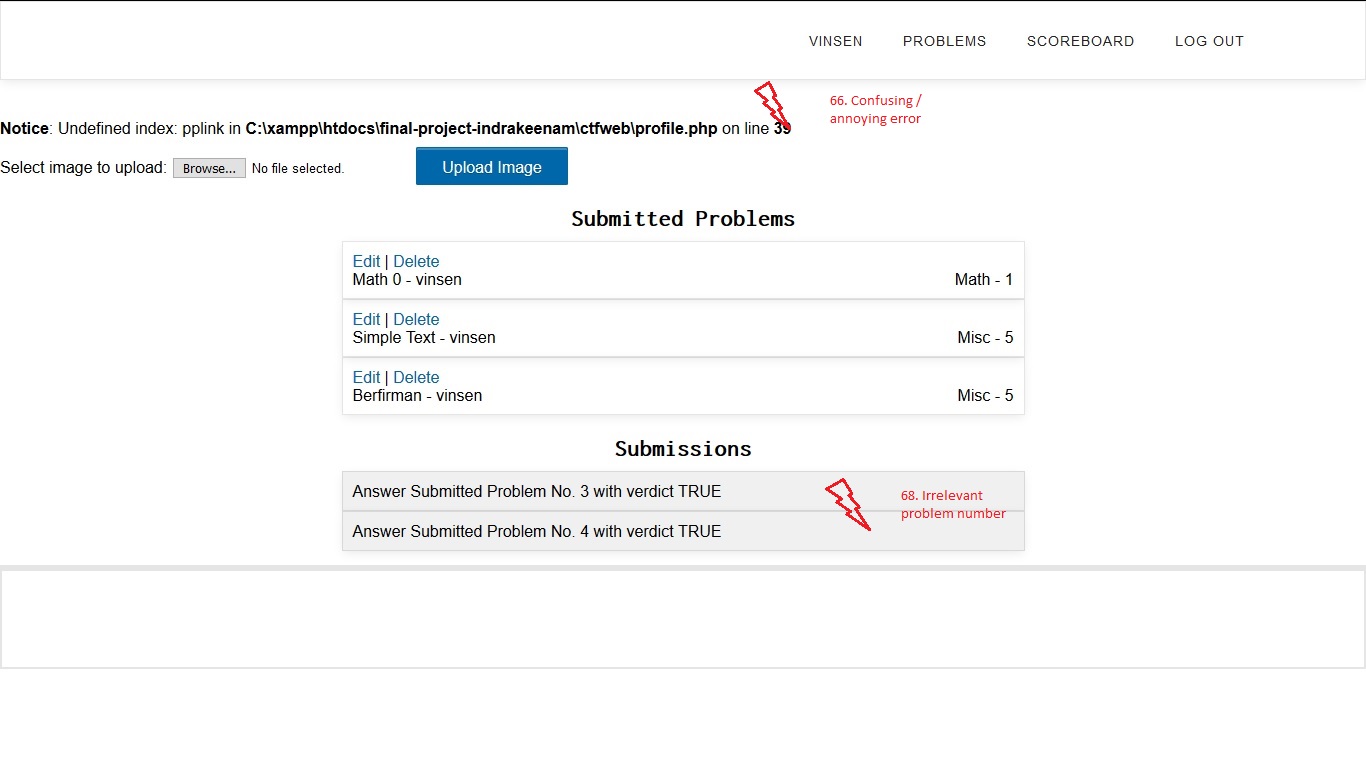 VINSEN PROBLEMS SCOREBOARD LOG OUT
66. Confusing /
annoying error
Notice: Undefined index: pplink in C:\xampp\htdocs\final-project-indrakeenam\ctfweb\profile.php on line 39
Select image to upload: Browse... No file selected. Upload Image
Submitted Problems
Edit | Delete
Math 0 - vinsen Math - 1
Edit | Delete
Simple Text - vinsen Misc - 5
Edit | Delete
Berfirman - vinsen Misc - 5
Submissions
Answer Submitted Problem No. 3 with verdict TRUE
68. Irrelevant
problem number
Answer Submitted Problem No. 4 with verdict TRUE